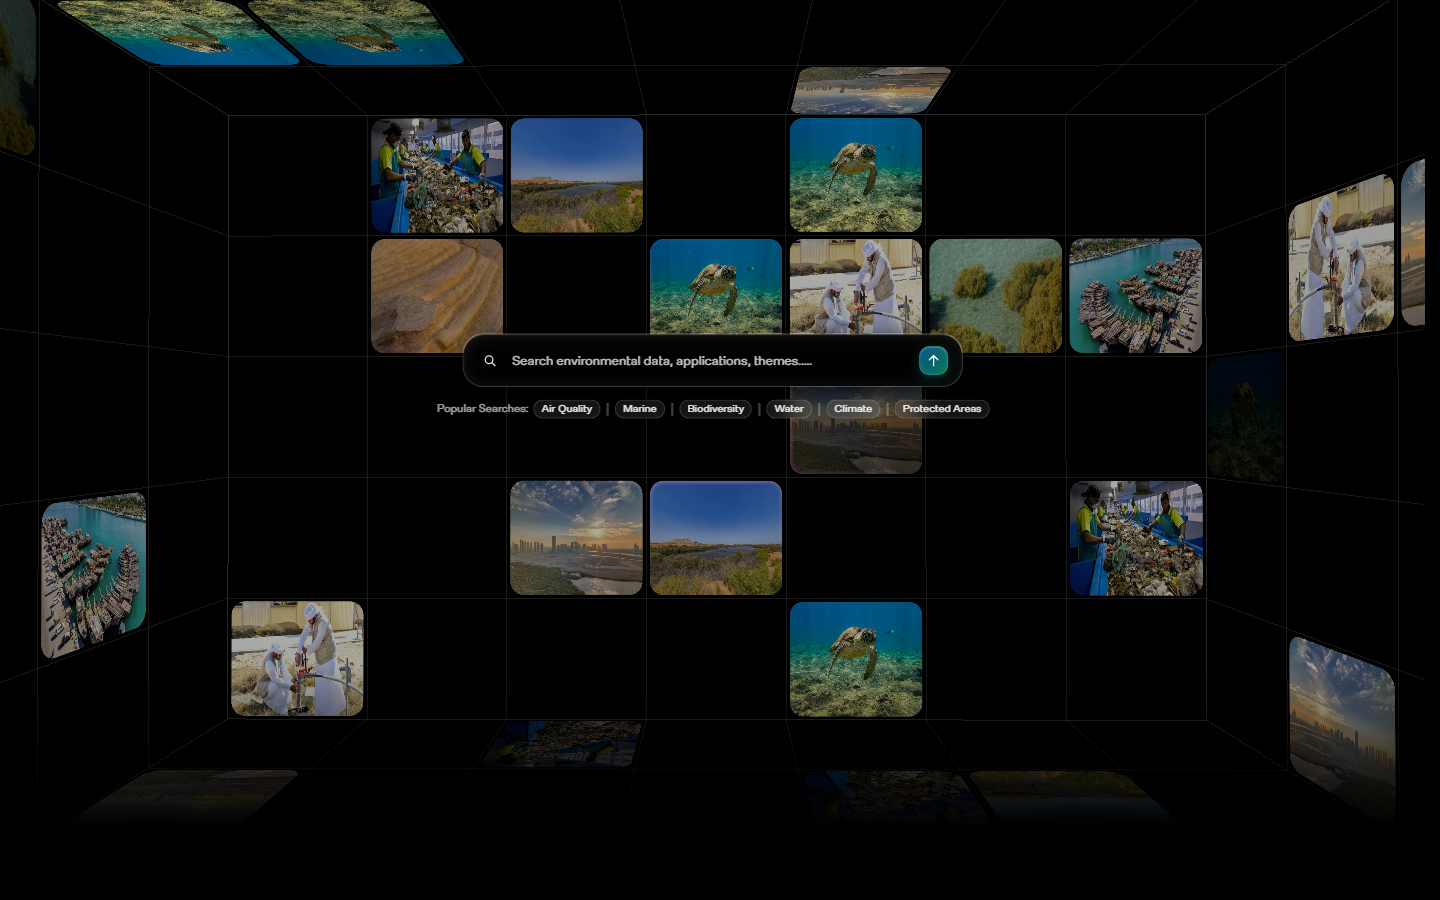 Search environmental data, applications, themes.....
Popular Searches: Air Quality | Marine | Biodiversity | Water | Climate | Protected Areas